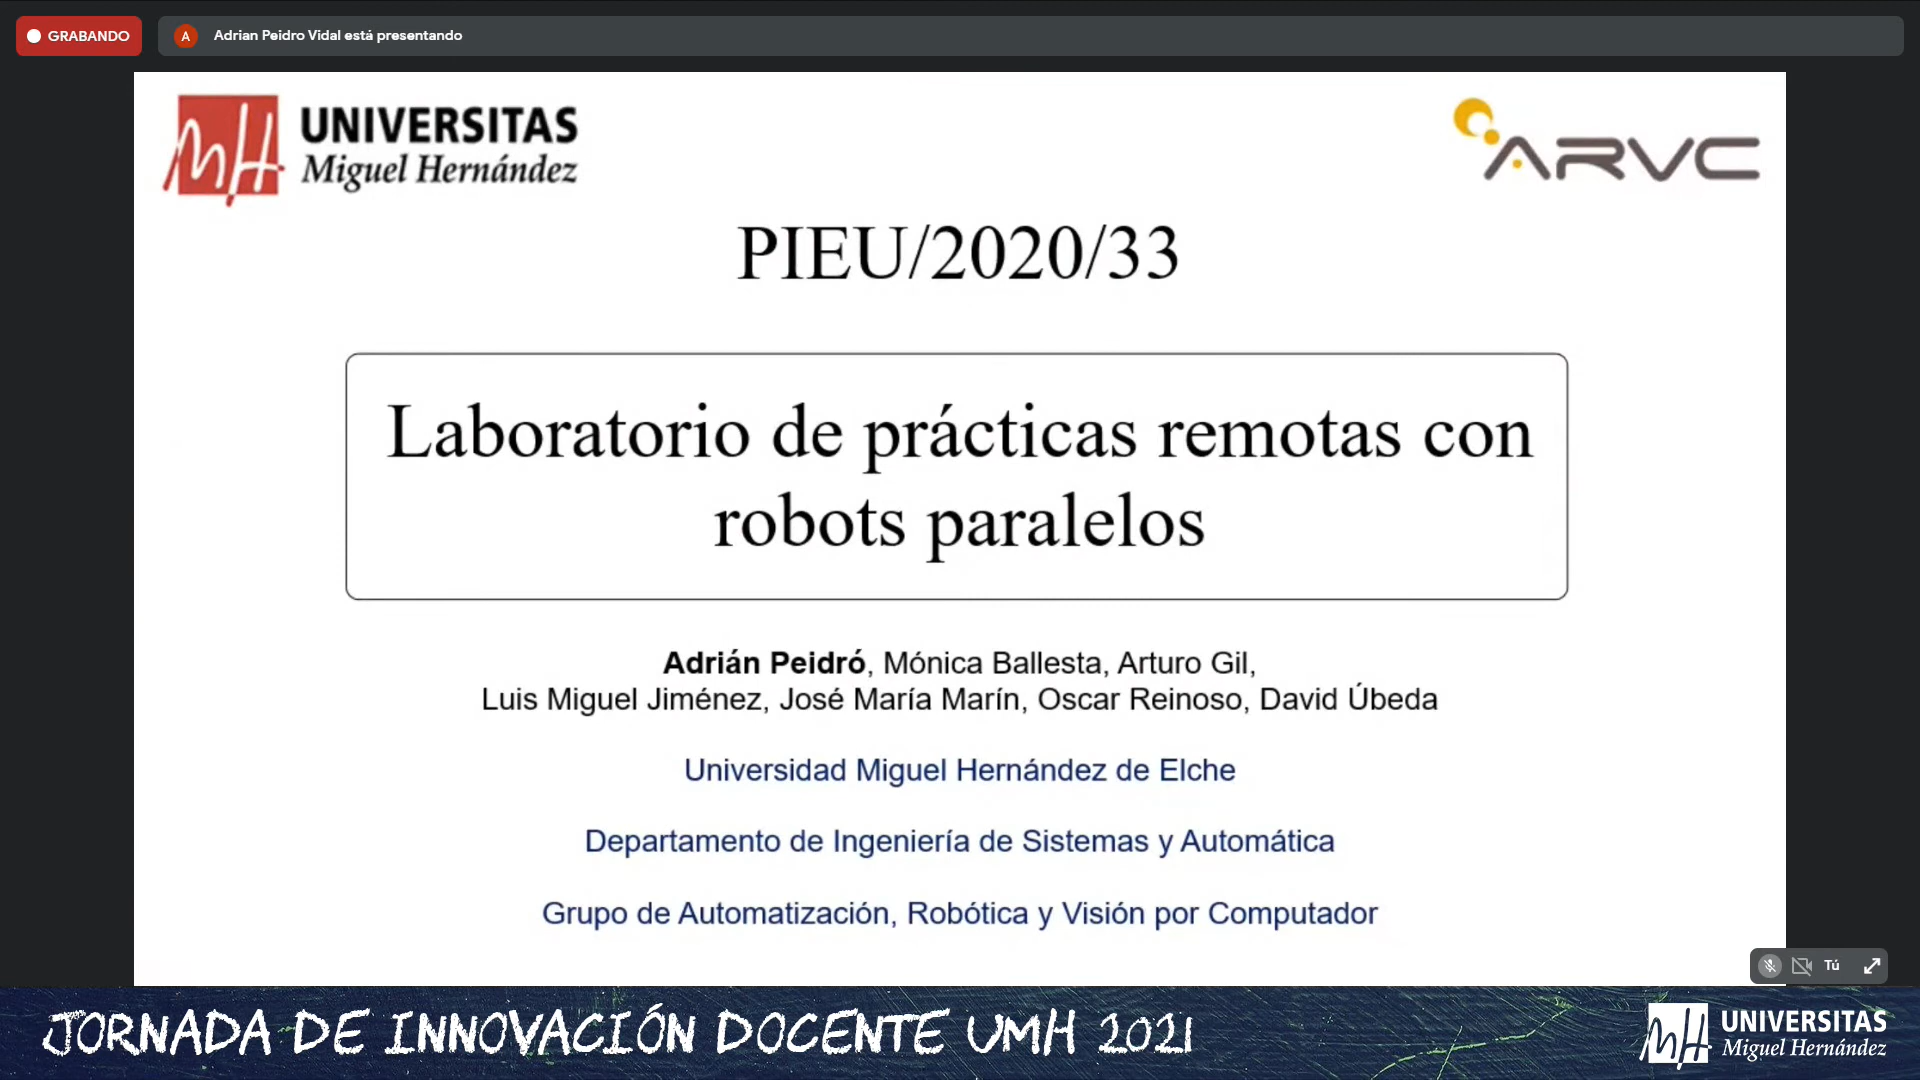 GRABANDO
A Adrian Peidro Vidal está presentando
UNIVERSITAS
Miguel Hernández
ARVC
PIEU/2020/33
Laboratorio de prácticas remotas con
robots paralelos
Adrián Peidró, Mónica Ballesta, Arturo Gil,
Luis Miguel Jiménez, José María Marín, Oscar Reinoso, David Úbeda
Universidad Miguel Hernández de Elche
Departamento de Ingeniería de Sistemas y Automática
Grupo de Automatización, Robótica y Visión por Computador
Tú
JORNADA DE INNOVACIÓN DOCENTE UMH 2021
UNIVERSITAS
Miguel Hernández